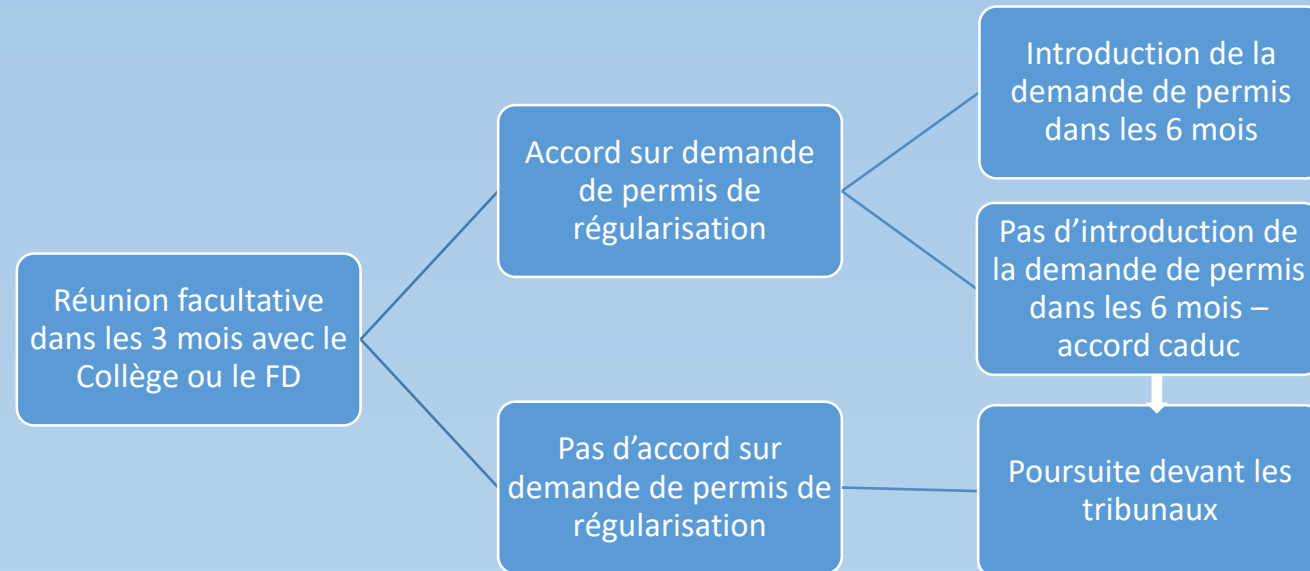 Réunion facultative
dans les 3 mois avec le
Collège ou le FD
Accord sur demande
de permis de
régularisation
Introduction de la
demande de permis
dans les 6 mois
Pas d’introduction de
la demande de permis
dans les 6 mois –
accord caduc
Pas d’accord sur
demande de permis de
régularisation
Poursuite devant les
tribunaux